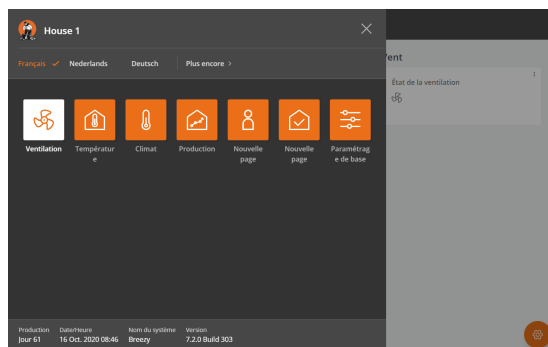 House 1
Français
Nederlands
Deutsch
Plus encore >
Ventilation
Températur
e
Climat
Production
Nouvelle
page
Nouvelle
page
Paramétrag
e de base
Production
Jour 61
Date/Heure
16 Oct. 2020 08:46
Nom du système
Breezy
Version
7.2.0 Build 303
État de la ventilation